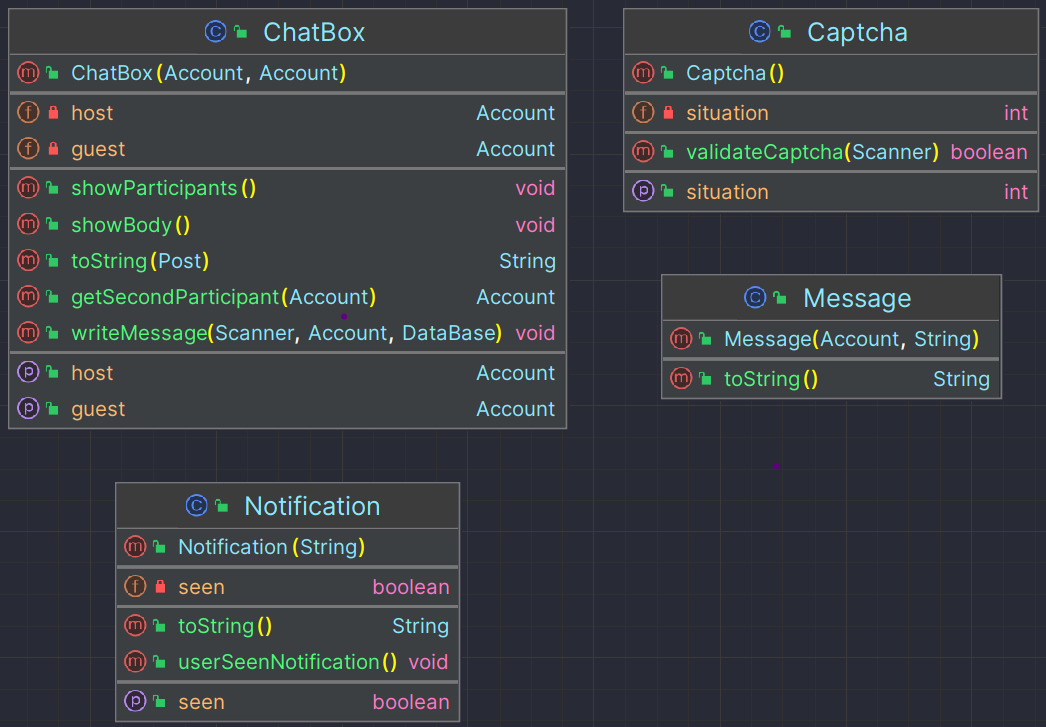 ChatBox
ChatBox(Account, Account)
host Account
guest Account
showParticipants() void
showBody() void
toString(Post) String
getSecondParticipant(Account) Account
writeMessage(Scanner, Account, DataBase) void
host Account
guest Account
Captcha
Captcha()
situation int
validateCaptcha(Scanner) boolean
situation int
Message
Message(Account, String)
toString() String
Notification
Notification(String)
seen boolean
toString() String
userSeenNotification() void
seen boolean